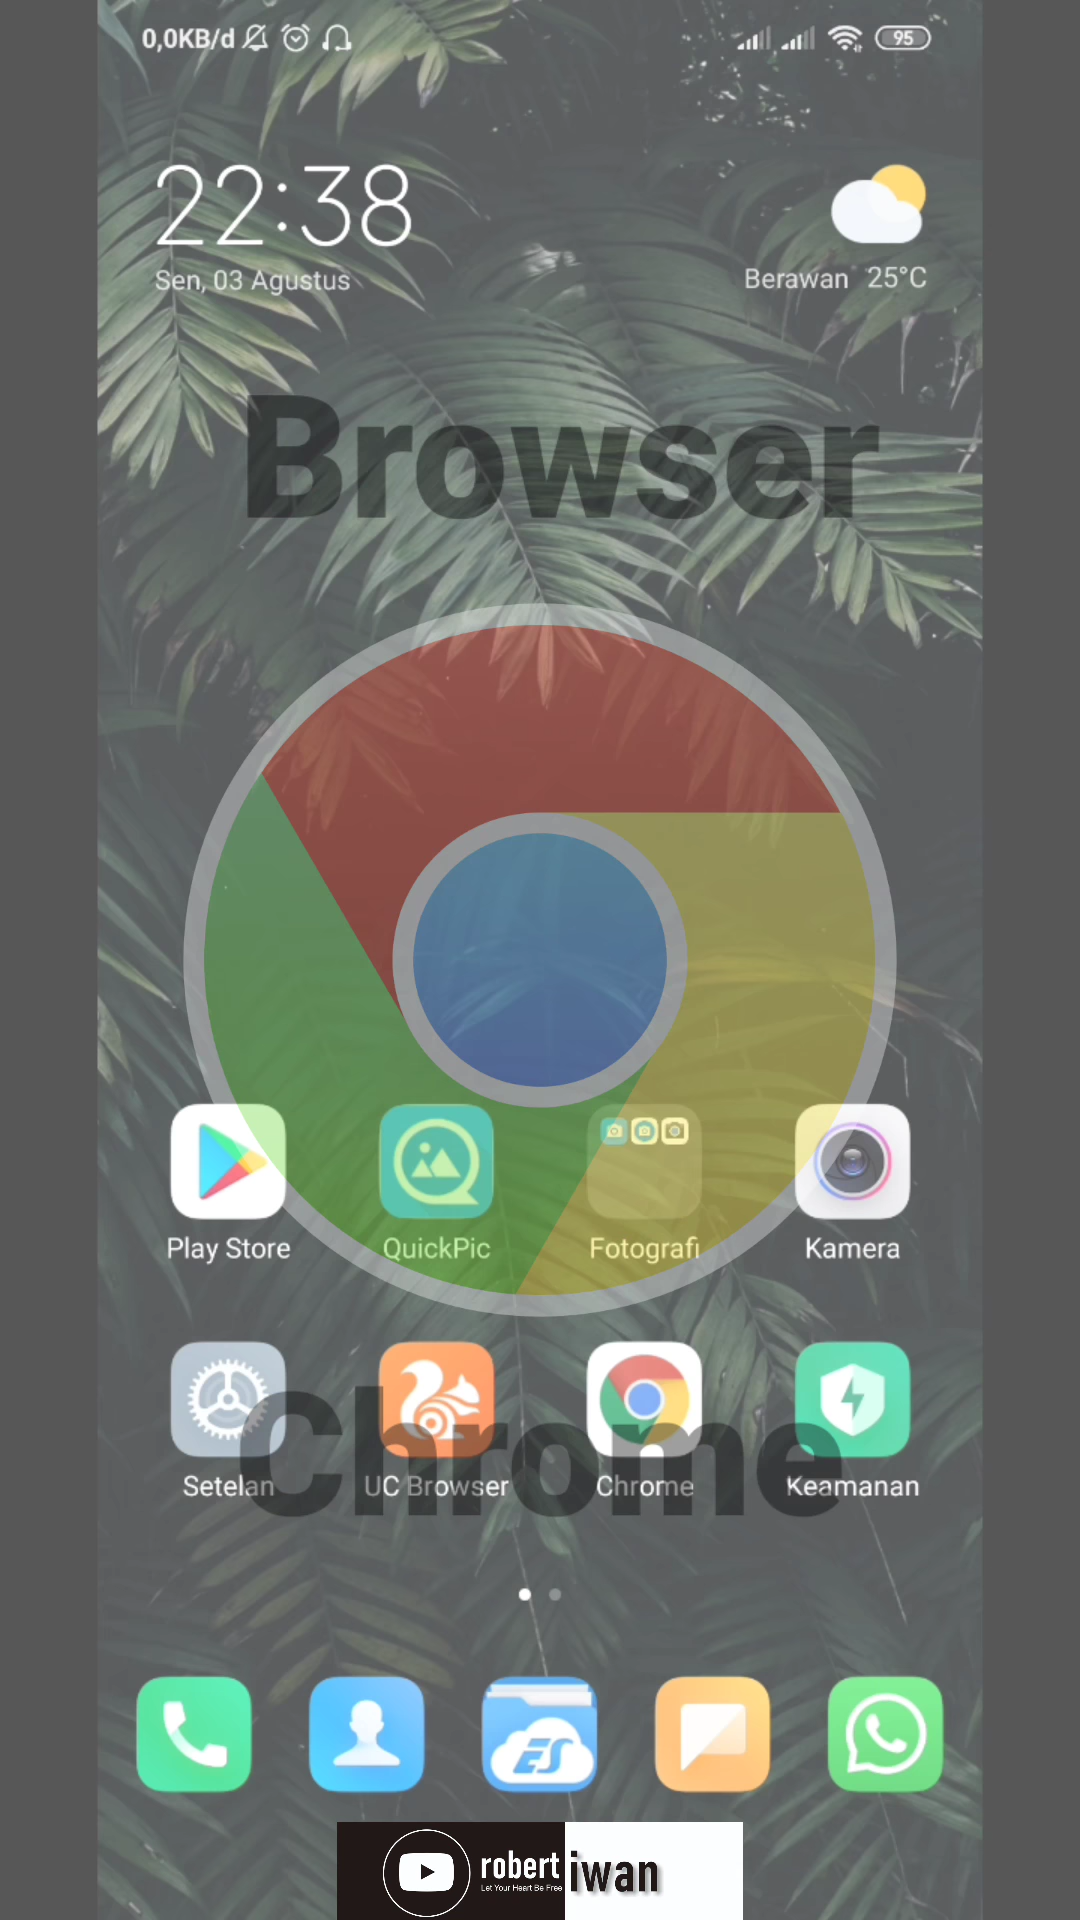 0,0KB/d 95
22:38
Sen, 03 Agustus
Berawan 25°C
Browser
Play Store QuickPic Fotografi Kamera
Chrome
Setelan UC Browser Chrome Keamanan
ES
robert iwan
Let Your Heart Be Free